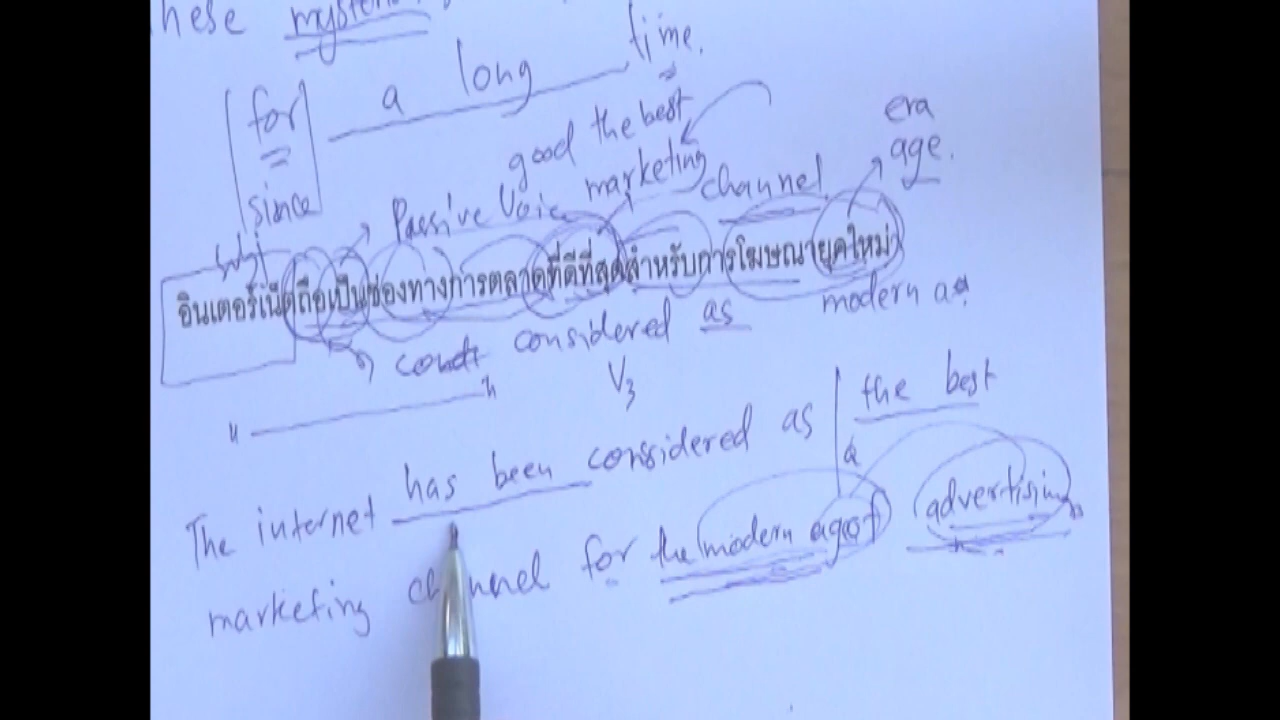 these
for a long time.
since
good the best
era
age.
Passive Voice marketing channel
subj
อินเตอร์เน็ตถือเป็นช่องทางการตลาดที่ดีที่สุดสำหรับการโฆษณายุคใหม่
considered as modern
V3
The internet has been considered as the best
a
marketing channel for the modern age of advertising